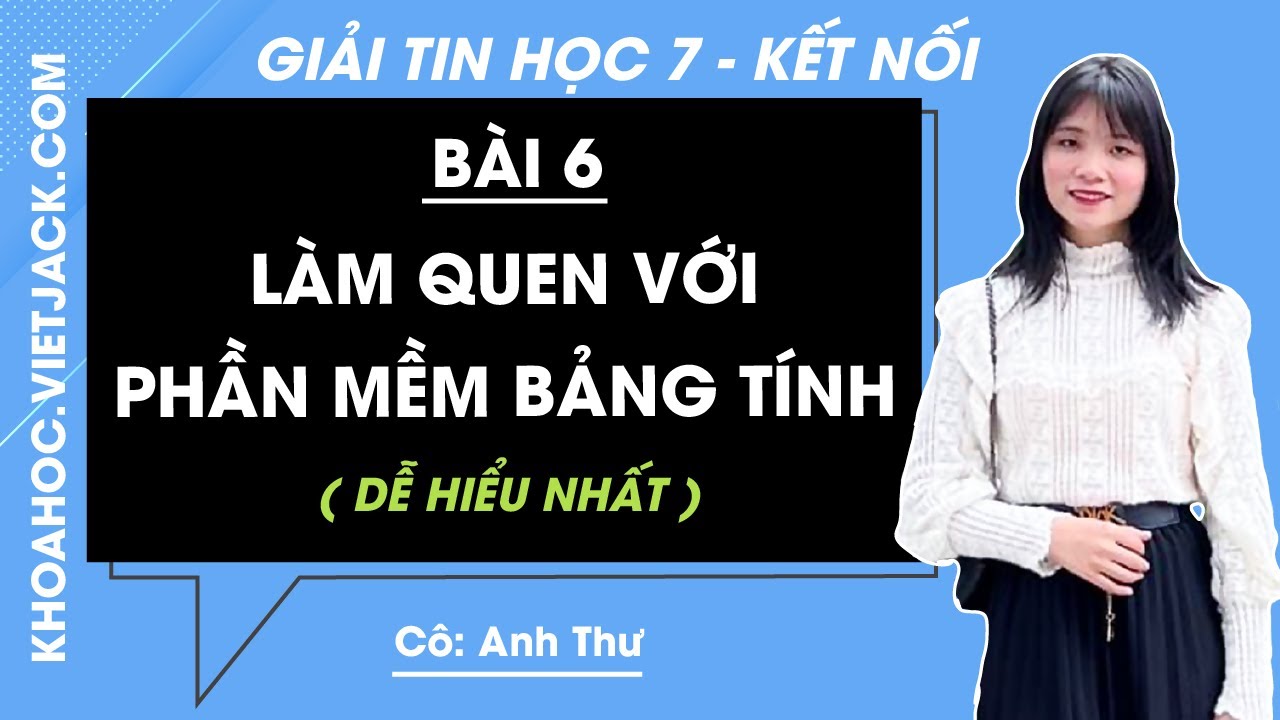 GIẢI TIN HỌC 7 - KẾT NỐI
KHOAHOC.VIETJACK.COM
BÀI 6
LÀM QUEN VỚI
PHẦN MỀM BẢNG TÍNH
( DỄ HIỂU NHẤT )
Cô: Anh Thư